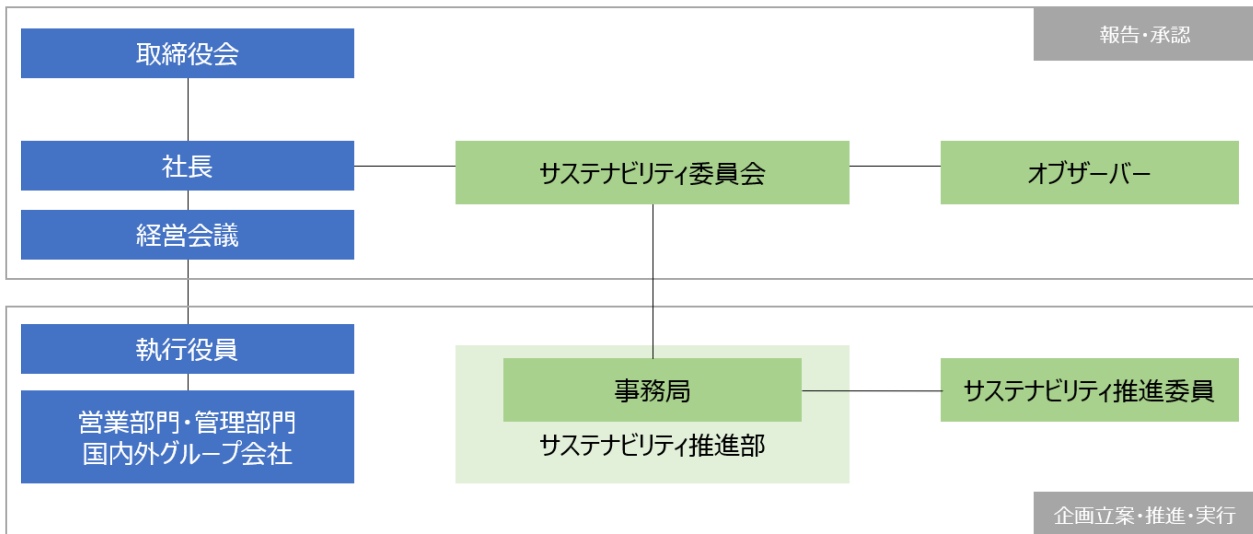 報告・承認
取締役会
社長
サステナビリティ委員会
オブザーバー
経営会議
執行役員
事務局
サステナビリティ推進委員
営業部門・管理部門
国内外グループ会社
サステナビリティ推進部
企画立案・推進・実行